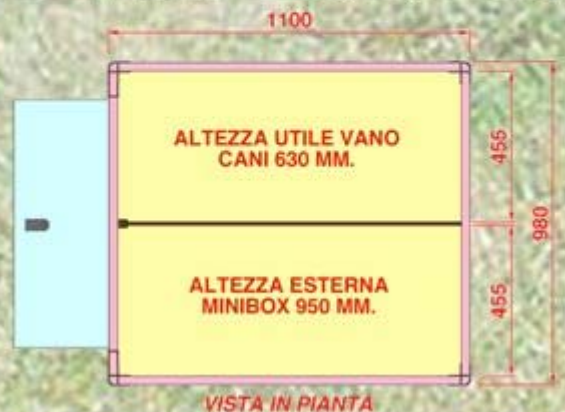 1100
ALTEZZA UTILE VANO
CANI 630 MM.
455
980
ALTEZZA ESTERNA
MINIBOX 950 MM.
455
VISTA IN PIANTA